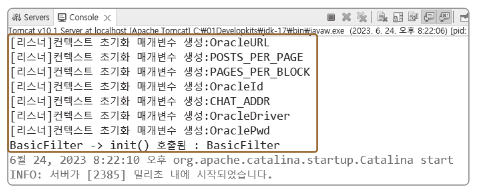 Servers Console
Tomcat v10.1 Server at localhost [Apache Tomcat] C:\01Developkits\jdk-17\bin\javaw.exe (2023. 6. 24. 오후 8:22:06) [pid:
[리스너]컨텍스트 초기화 매개변수 생성:OracleURL
[리스너]컨텍스트 초기화 매개변수 생성:POSTS_PER_PAGE
[리스너]컨텍스트 초기화 매개변수 생성:PAGES_PER_BLOCK
[리스너]컨텍스트 초기화 매개변수 생성:OracleId
[리스너]컨텍스트 초기화 매개변수 생성:CHAT_ADDR
[리스너]컨텍스트 초기화 매개변수 생성:OracleDriver
[리스너]컨텍스트 초기화 매개변수 생성:OraclePwd
BasicFilter -> init() 호출됨 : BasicFilter
6월 24, 2023 8:22:10 오후 org.apache.catalina.startup.Catalina start
INFO: 서버가 [2385] 밀리초 내에 시작되었습니다.